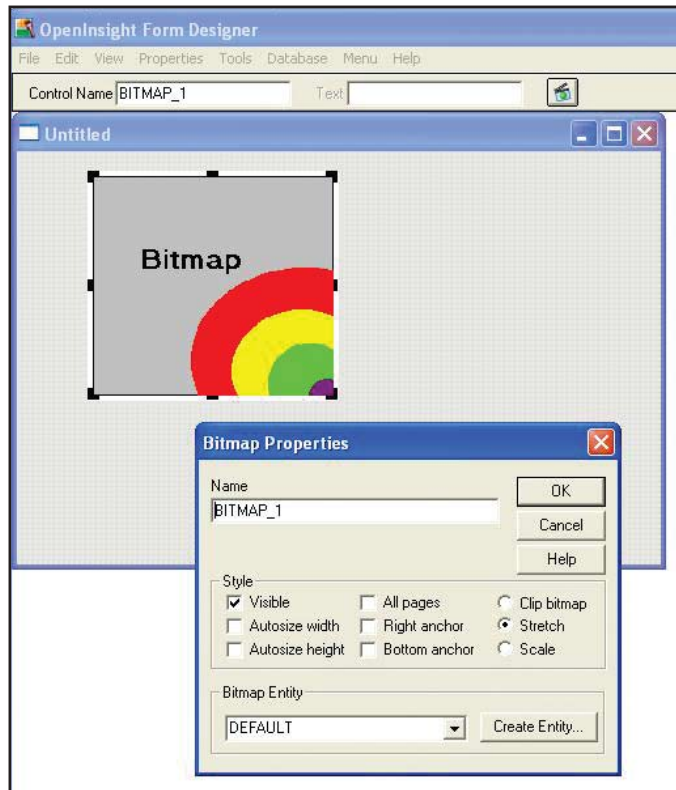 OpenInsight Form Designer
File Edit View Properties Tools Database Menu Help
Control Name BITMAP_1 Text
Untitled
Bitmap
Bitmap Properties
Name
BITMAP_1
OK
Cancel
Help
Style
Visible All pages Clip bitmap
Autosize width Right anchor Stretch
Autosize height Bottom anchor Scale
Bitmap Entity
DEFAULT Create Entity...